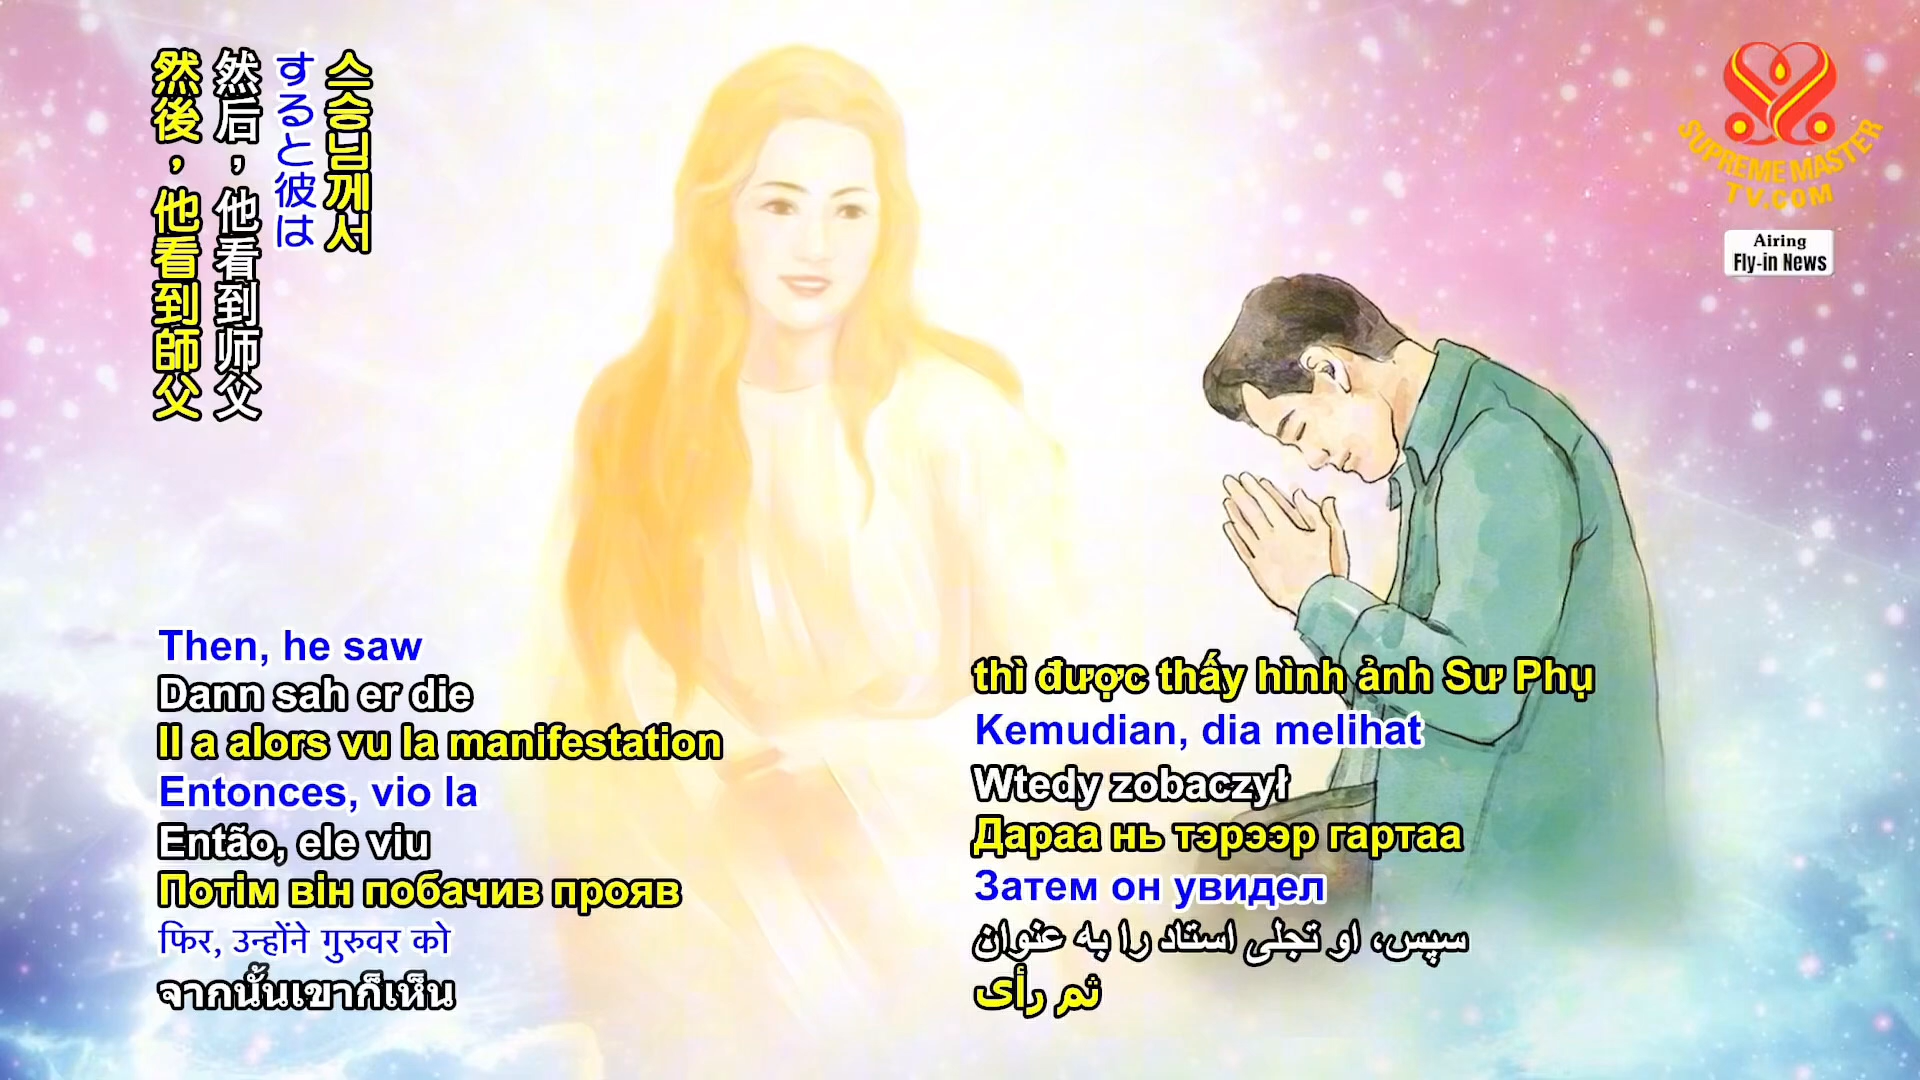 스승님께서
すると彼は
然后，他看到师父
然後，他看到師父
SUPREME MASTER
TV.COM
Airing
Fly-in News
Then, he saw
Dann sah er die
Il a alors vu la manifestation
Entonces, vio la
Então, ele viu
Потім він побачив прояв
फिर, उन्होंने गुरुवर को
จากนั้นเขาก็เห็น
thì được thấy hình ảnh Sư Phụ
Kemudian, dia melihat
Wtedy zobaczył
Дараа нь тэрээр гартаа
Затем он увидел
سپس، او تجلی استاد را به عنوان
ثم رأى